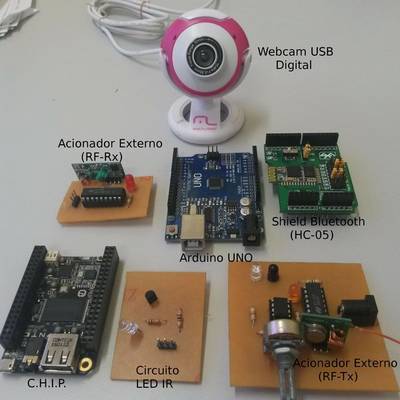 Webcam USB
Digital
Acionador Externo
(RF-Rx)
UNO
Shield Bluetooth
(HC-05)
Arduino UNO
C.H.I.P.
Circuito
LED IR
Acionador Externo
(RF-Tx)